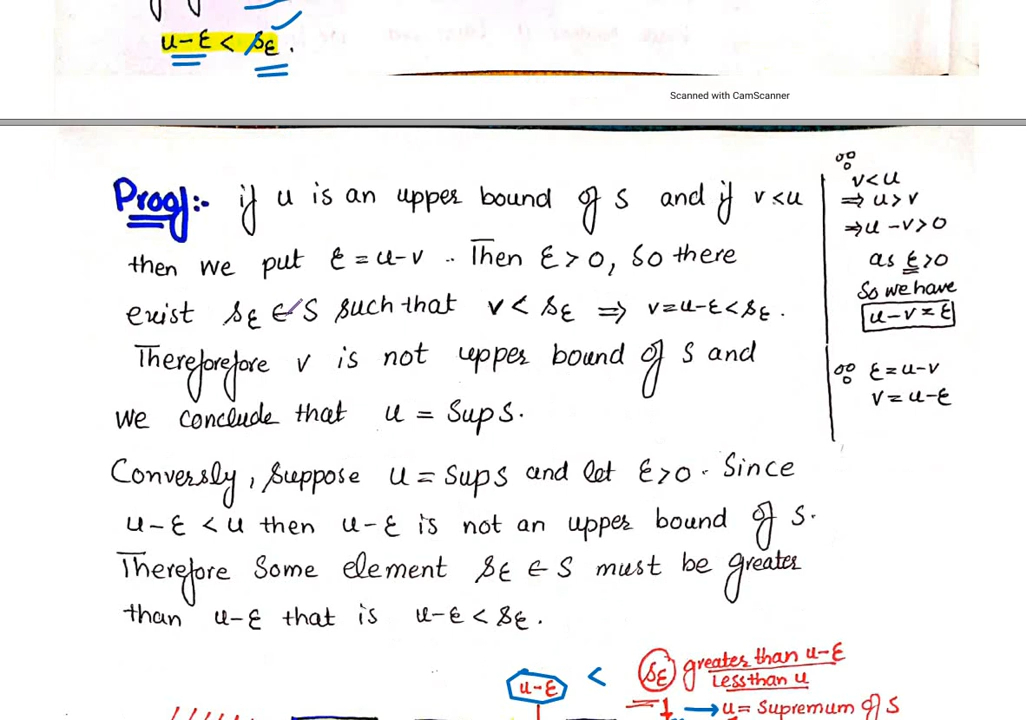 u-ε < sε .
Scanned with CamScanner
Proof:- if u is an upper bound of S and if v<u
then we put ε = u-v .. Then ε > 0, So there
exist sε ∈ S such that v < sε ⇒ v=u-ε<sε .
Thereforefore v is not upper bound of S and
we conclude that u = Sup S.
∵
v<u
⇒ u>v
⇒u -v>0
as ε>0
So we have
u-v = ε
∵ ε=u-v
v=u-ε
Conversly, Suppose u = Sup S and let ε>0. Since
u-ε <u then u-ε is not an upper bound of S.
Therefore Some element sε ∈ S must be greater
than u-ε that is u-ε < sε .
u-ε < sε greater than u-ε
Less than u
→ u= Supremum of S